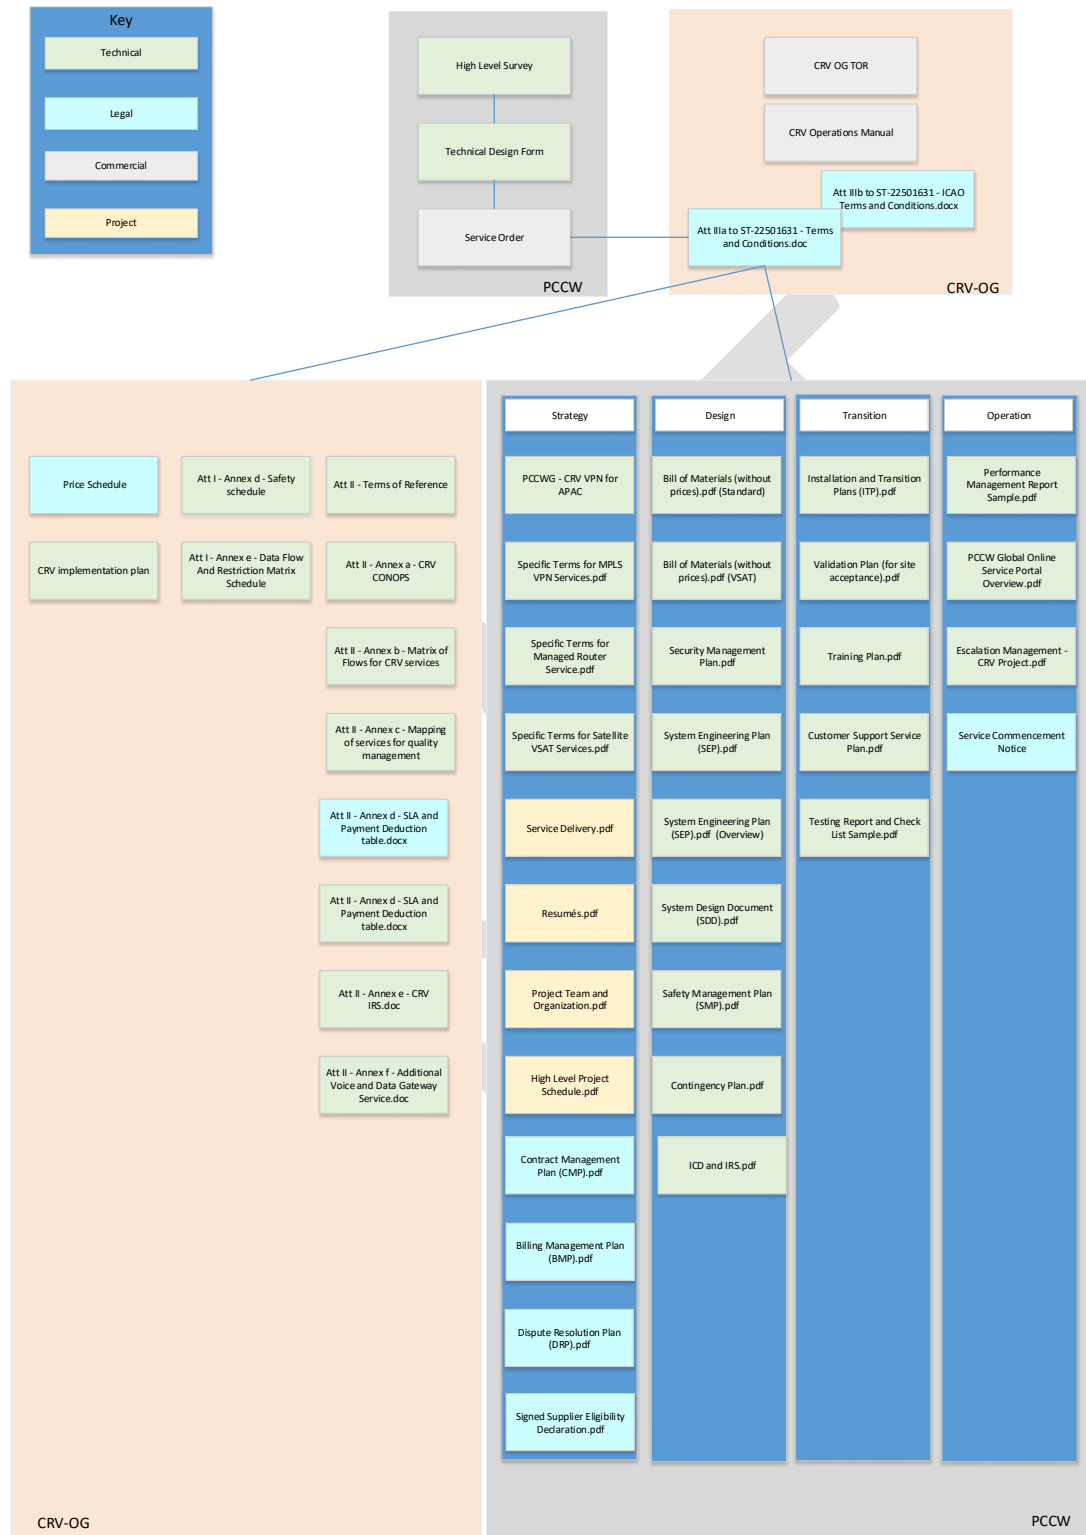 Key
Technical
Legal
Commercial
Project
High Level Survey
Technical Design Form
Service Order
PCCW
CRV OG TOR
CRV Operations Manual
Att IIIb to ST-22501631 - ICAO
Terms and Conditions.docx
Att IIIa to ST-22501631 - Terms
and Conditions.doc
CRV-OG
Price Schedule
CRV implementation plan
Att I - Annex d - Safety
schedule
Att I - Annex e - Data Flow
And Restriction Matrix
Schedule
Att II - Terms of Reference
Att II - Annex a - CRV
CONOPS
Att II - Annex b - Matrix of
Flows for CRV services
Att II - Annex c - Mapping
of services for quality
management
Att II - Annex d - SLA and
Payment Deduction
table.docx
Att II - Annex d - SLA and
Payment Deduction
table.docx
Att II - Annex e - CRV
IRS.doc
Att II - Annex f - Additional
Voice and Data Gateway
Service.doc
CRV-OG
Strategy
PCCWG - CRV VPN for
APAC
Specific Terms for MPLS
VPN Services.pdf
Specific Terms for
Managed Router
Service.pdf
Specific Terms for Satellite
VSAT Services.pdf
Service Delivery.pdf
Resumés.pdf
Project Team and
Organization.pdf
High Level Project
Schedule.pdf
Contract Management
Plan (CMP).pdf
Billing Management Plan
(BMP).pdf
Dispute Resolution Plan
(DRP).pdf
Signed Supplier Eligibility
Declaration.pdf
Design
Bill of Materials (without
prices).pdf (Standard)
Bill of Materials (without
prices).pdf (VSAT)
Security Management
Plan.pdf
System Engineering Plan
(SEP).pdf
System Engineering Plan
(SEP).pdf (Overview)
System Design Document
(SDD).pdf
Safety Management Plan
(SMP).pdf
Contingency Plan.pdf
ICD and IRS.pdf
Transition
Installation and Transition
Plans (ITP).pdf
Validation Plan (for site
acceptance).pdf
Training Plan.pdf
Customer Support Service
Plan.pdf
Testing Report and Check
List Sample.pdf
Operation
Performance
Management Report
Sample.pdf
PCCW Global Online
Service Portal
Overview.pdf
Escalation Management -
CRV Project.pdf
Service Commencement
Notice
PCCW